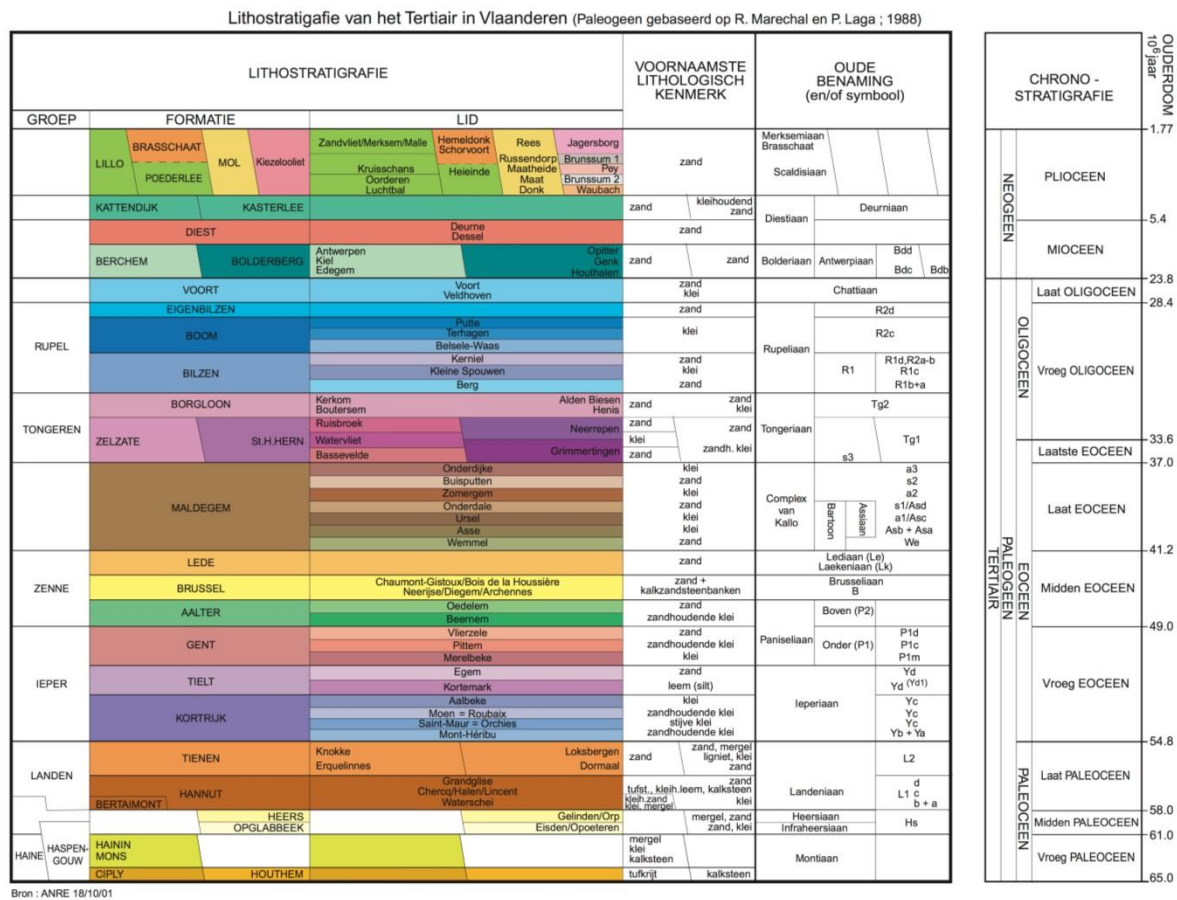 Lithostratigafie van het Tertiair in Vlaanderen (Paleogeen gebaseerd op R. Marechal en P. Laga ; 1988)
LITHOSTRATIGRAFIE
VOORNAAMSTE
LITHOLOGISCH
KENMERK
OUDE
BENAMING
(en/of symbool)
GROEP
FORMATIE
LID
LILLO
BRASSCHAAT
POEDERLEE
MOL
Kiezelooliet
Zandvliet/Merksem/Malle
Kruisschans
Oorderen
Luchtbal
Hemeldonk
Schorvoort
Heieinde
Rees
Russendorp
Maatheide
Maat
Donk
Jagersborg
Brunssum 1
Pey
Brunssum 2
Waubach
zand
Merksemiaan
Brasschaat
Scaldisiaan
KATTENDIJK
KASTERLEE
zand
kleihoudend
zand
Diestiaan
Deurniaan
DIEST
Deurne
Dessel
zand
BERCHEM
BOLDERBERG
Antwerpen
Kiel
Edegem
Opitter
Genk
Houthalen
zand
zand
Bolderiaan
Antwerpiaan
Bdd
Bdc
Bdb
RUPEL
VOORT
Voort
Veldhoven
zand
klei
Chattiaan
EIGENBILZEN
zand
Rupeliaan
R2d
BOOM
Putte
Terhagen
Belsele-Waas
klei
R2c
BILZEN
Kerniel
Kleine Spouwen
Berg
zand
klei
zand
R1
R1d,R2a-b
R1c
R1b+a
TONGEREN
BORGLOON
Kerkom
Boutersem
Alden Biesen
Henis
zand
zand
klei
Tongeriaan
Tg2
ZELZATE
St.H.HERN
Ruisbroek
Watervliet
Bassevelde
Neerrepen
Grimmertingen
zand
klei
zand
zand
zandh. klei
s3
Tg1
MALDEGEM
Onderdijke
Buisputten
Zomergem
Onderdale
Ursel
Asse
Wemmel
klei
zand
klei
zand
klei
klei
zand
Complex
van
Kallo
Bartoon
Assiaan
a3
s2
a2
s1/Asd
a1/Asc
Asb + Asa
We
ZENNE
LEDE
zand
Lediaan (Le)
Laekeniaan (Lk)
BRUSSEL
Chaumont-Gistoux/Bois de la Houssière
Neerijse/Diegem/Archennes
zand +
kalkzandsteenbanken
Brusseliaan
B
AALTER
Oedelem
Beernem
zand
zandhoudende klei
Paniseliaan
Boven (P2)
IEPER
GENT
Vlierzele
Pittem
Merelbeke
zand
zandhoudende klei
klei
Onder (P1)
P1d
P1c
P1m
TIELT
Egem
Kortemark
zand
leem (silt)
Ieperiaan
Yd
Yd (Yd1)
KORTRIJK
Aalbeke
Moen = Roubaix
Saint-Maur = Orchies
Mont-Héribu
klei
zandhoudende klei
stijve klei
zandhoudende klei
Yc
Yc
Yc
Yb + Ya
LANDEN
TIENEN
Knokke
Erquelinnes
Loksbergen
Dormaal
zand
zand, mergel
ligniet, klei
zand
Landeniaan
L2
HANNUT
BERTAIMONT
Grandglise
Chercq/Halen/Lincent
Waterschei
zand
tufst., kleih.leem, kalksteen
kleih.zand
klei, mergel
klei
L1
d
c
b + a
HAINE
HASPEN-
GOUW
HEERS
OPGLABBEEK
Gelinden/Orp
Eisden/Opoeteren
mergel, zand
zand, klei
Heersiaan
Infraheersiaan
Hs
HAININ
MONS
mergel
klei
kalksteen
Montiaan
CIPLY
HOUTHEM
tufkrijt
kalksteen
Bron : ANRE 18/10/01
CHRONO -
STRATIGRAFIE
OUDERDOM
10⁶ jaar
TERTIAIR
NEOGEEN
PALEOGEEN
PLIOCEEN
MIOCEEN
OLIGOCEEN
Laat OLIGOCEEN
Vroeg OLIGOCEEN
EOCEEN
Laatste EOCEEN
Laat EOCEEN
Midden EOCEEN
Vroeg EOCEEN
PALEOCEEN
Laat PALEOCEEN
Midden PALEOCEEN
Vroeg PALEOCEEN
1.77
5.4
23.8
28.4
33.6
37.0
41.2
49.0
54.8
58.0
61.0
65.0